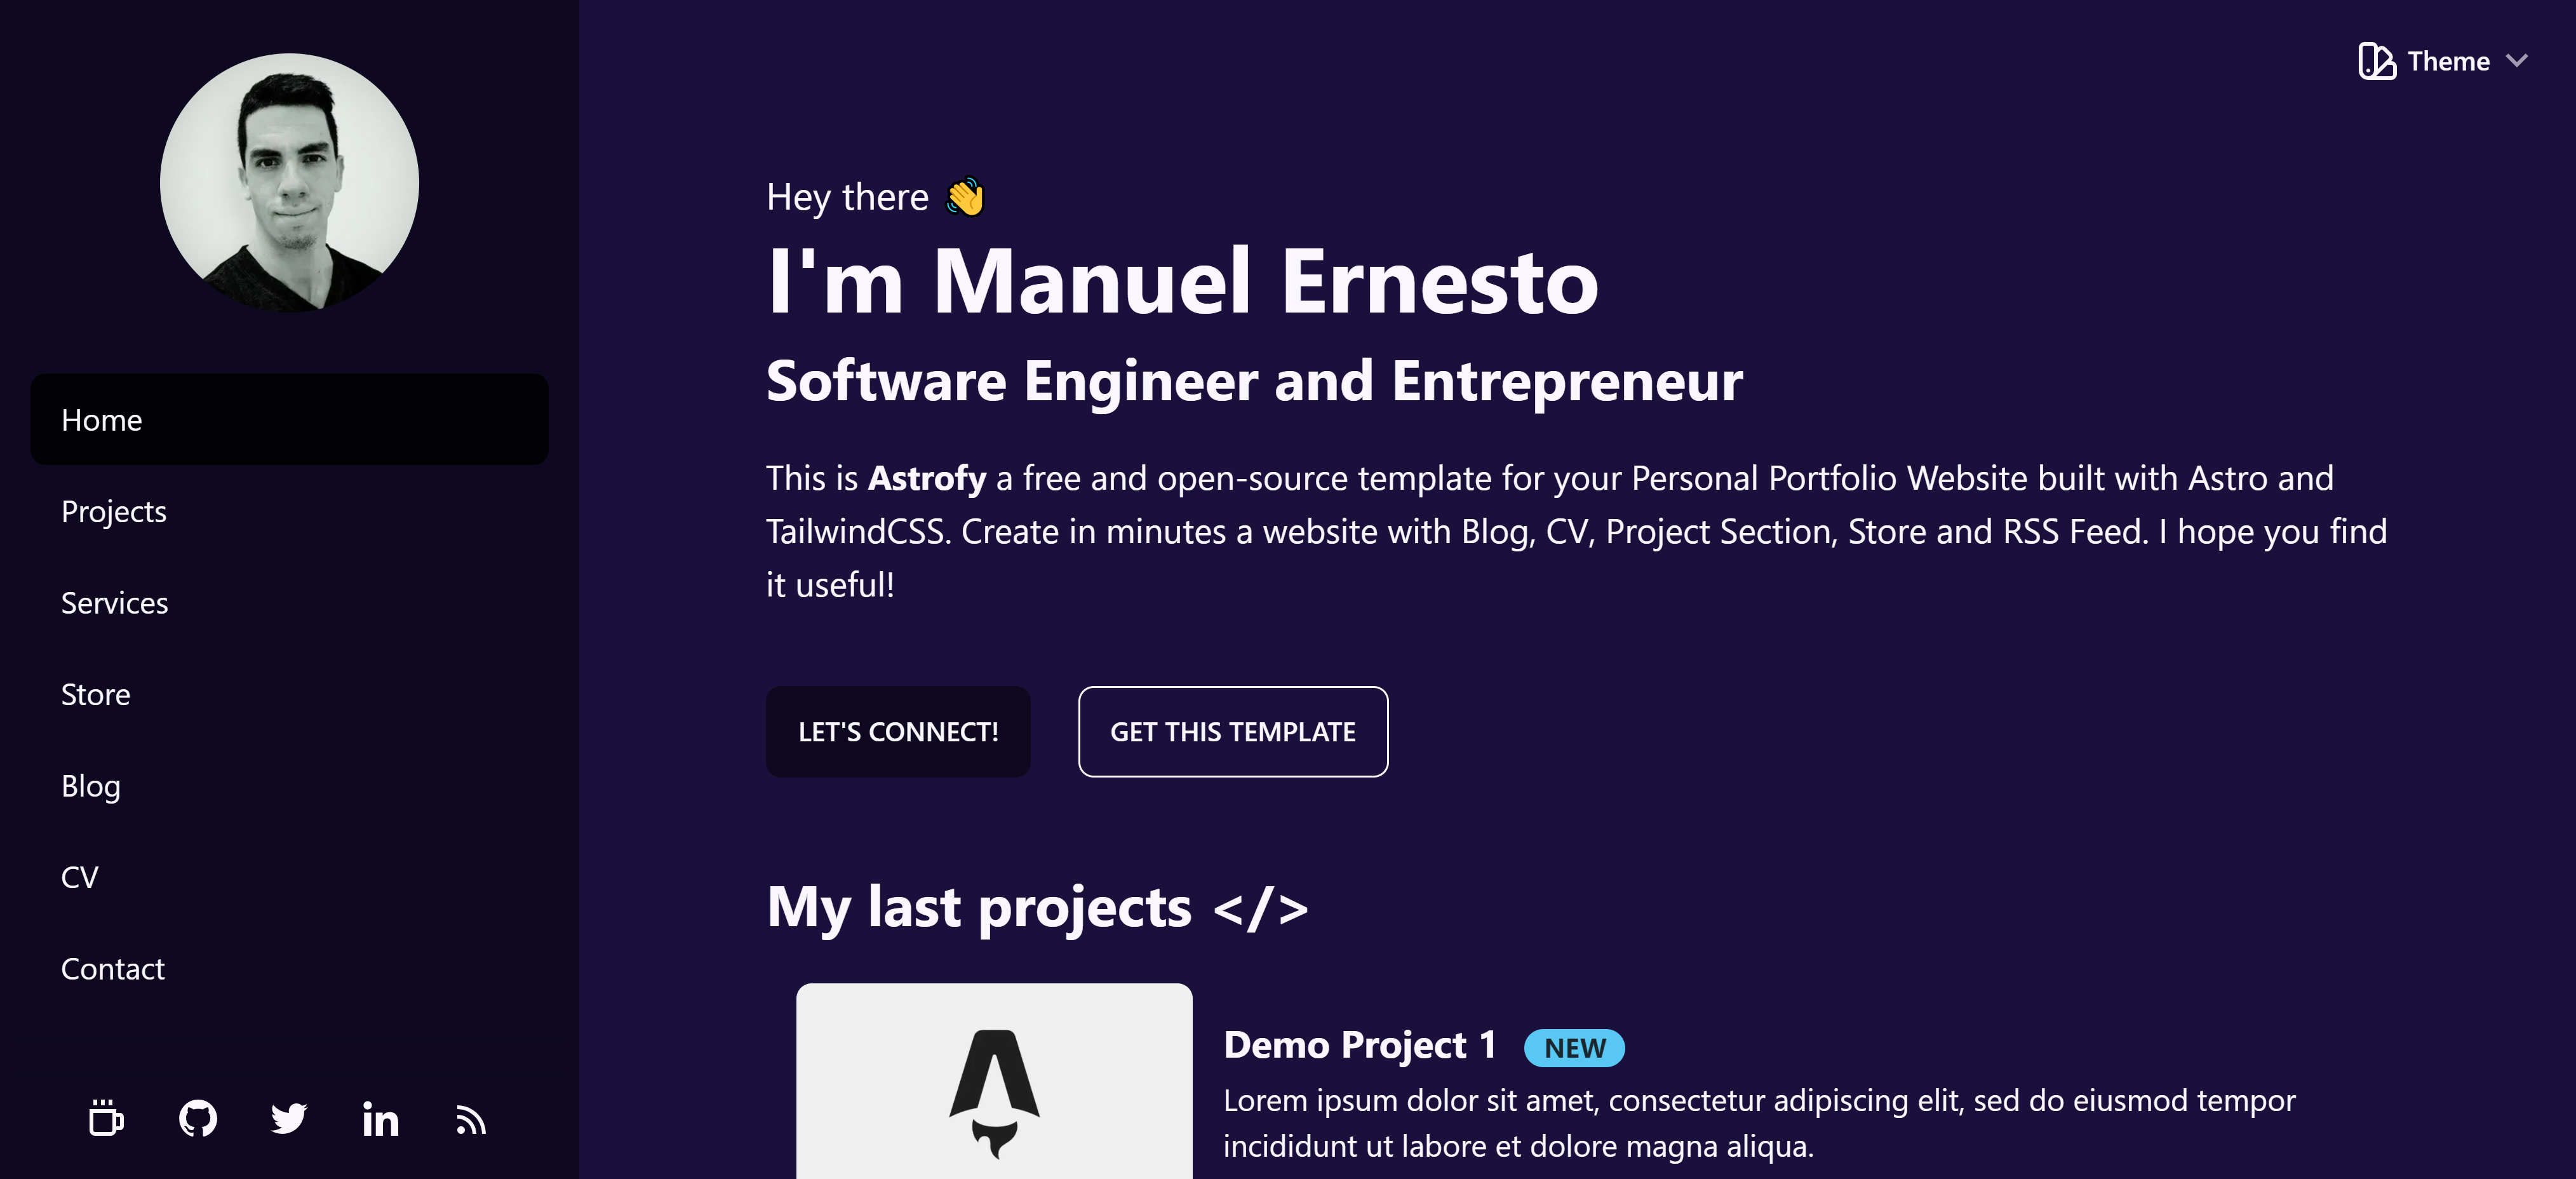 Home
Projects
Services
Store
Blog
CV
Contact
Theme
Hey there 👋
I'm Manuel Ernesto
Software Engineer and Entrepreneur
This is Astrofy a free and open-source template for your Personal Portfolio Website built with Astro and
TailwindCSS. Create in minutes a website with Blog, CV, Project Section, Store and RSS Feed. I hope you find
it useful!
LET'S CONNECT!
GET THIS TEMPLATE
My last projects </>
Demo Project 1 NEW
Lorem ipsum dolor sit amet, consectetur adipiscing elit, sed do eiusmod tempor
incididunt ut labore et dolore magna aliqua.